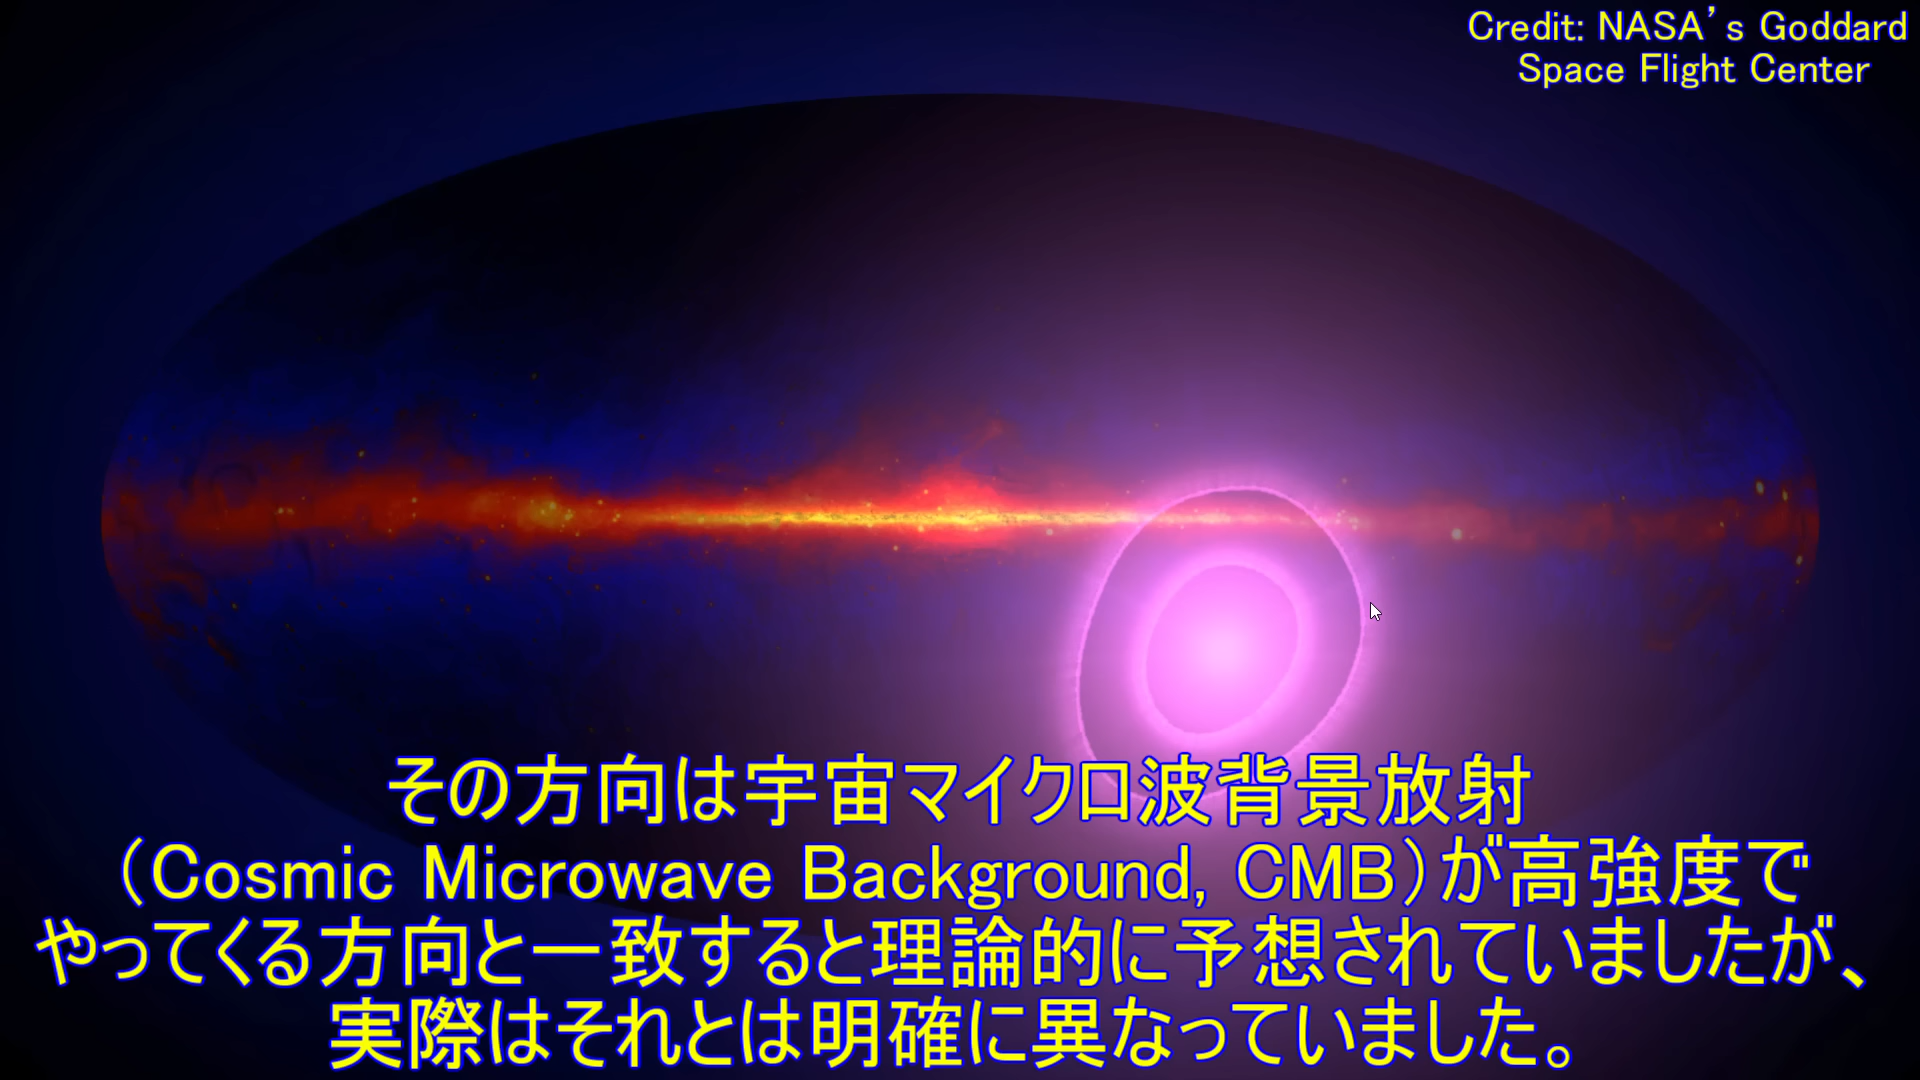 Credit: NASA’s Goddard
Space Flight Center
その方向は宇宙マイクロ波背景放射
（Cosmic Microwave Background, CMB）が高強度で
やってくる方向と一致すると理論的に予想されていましたが、
実際はそれとは明確に異なっていました。